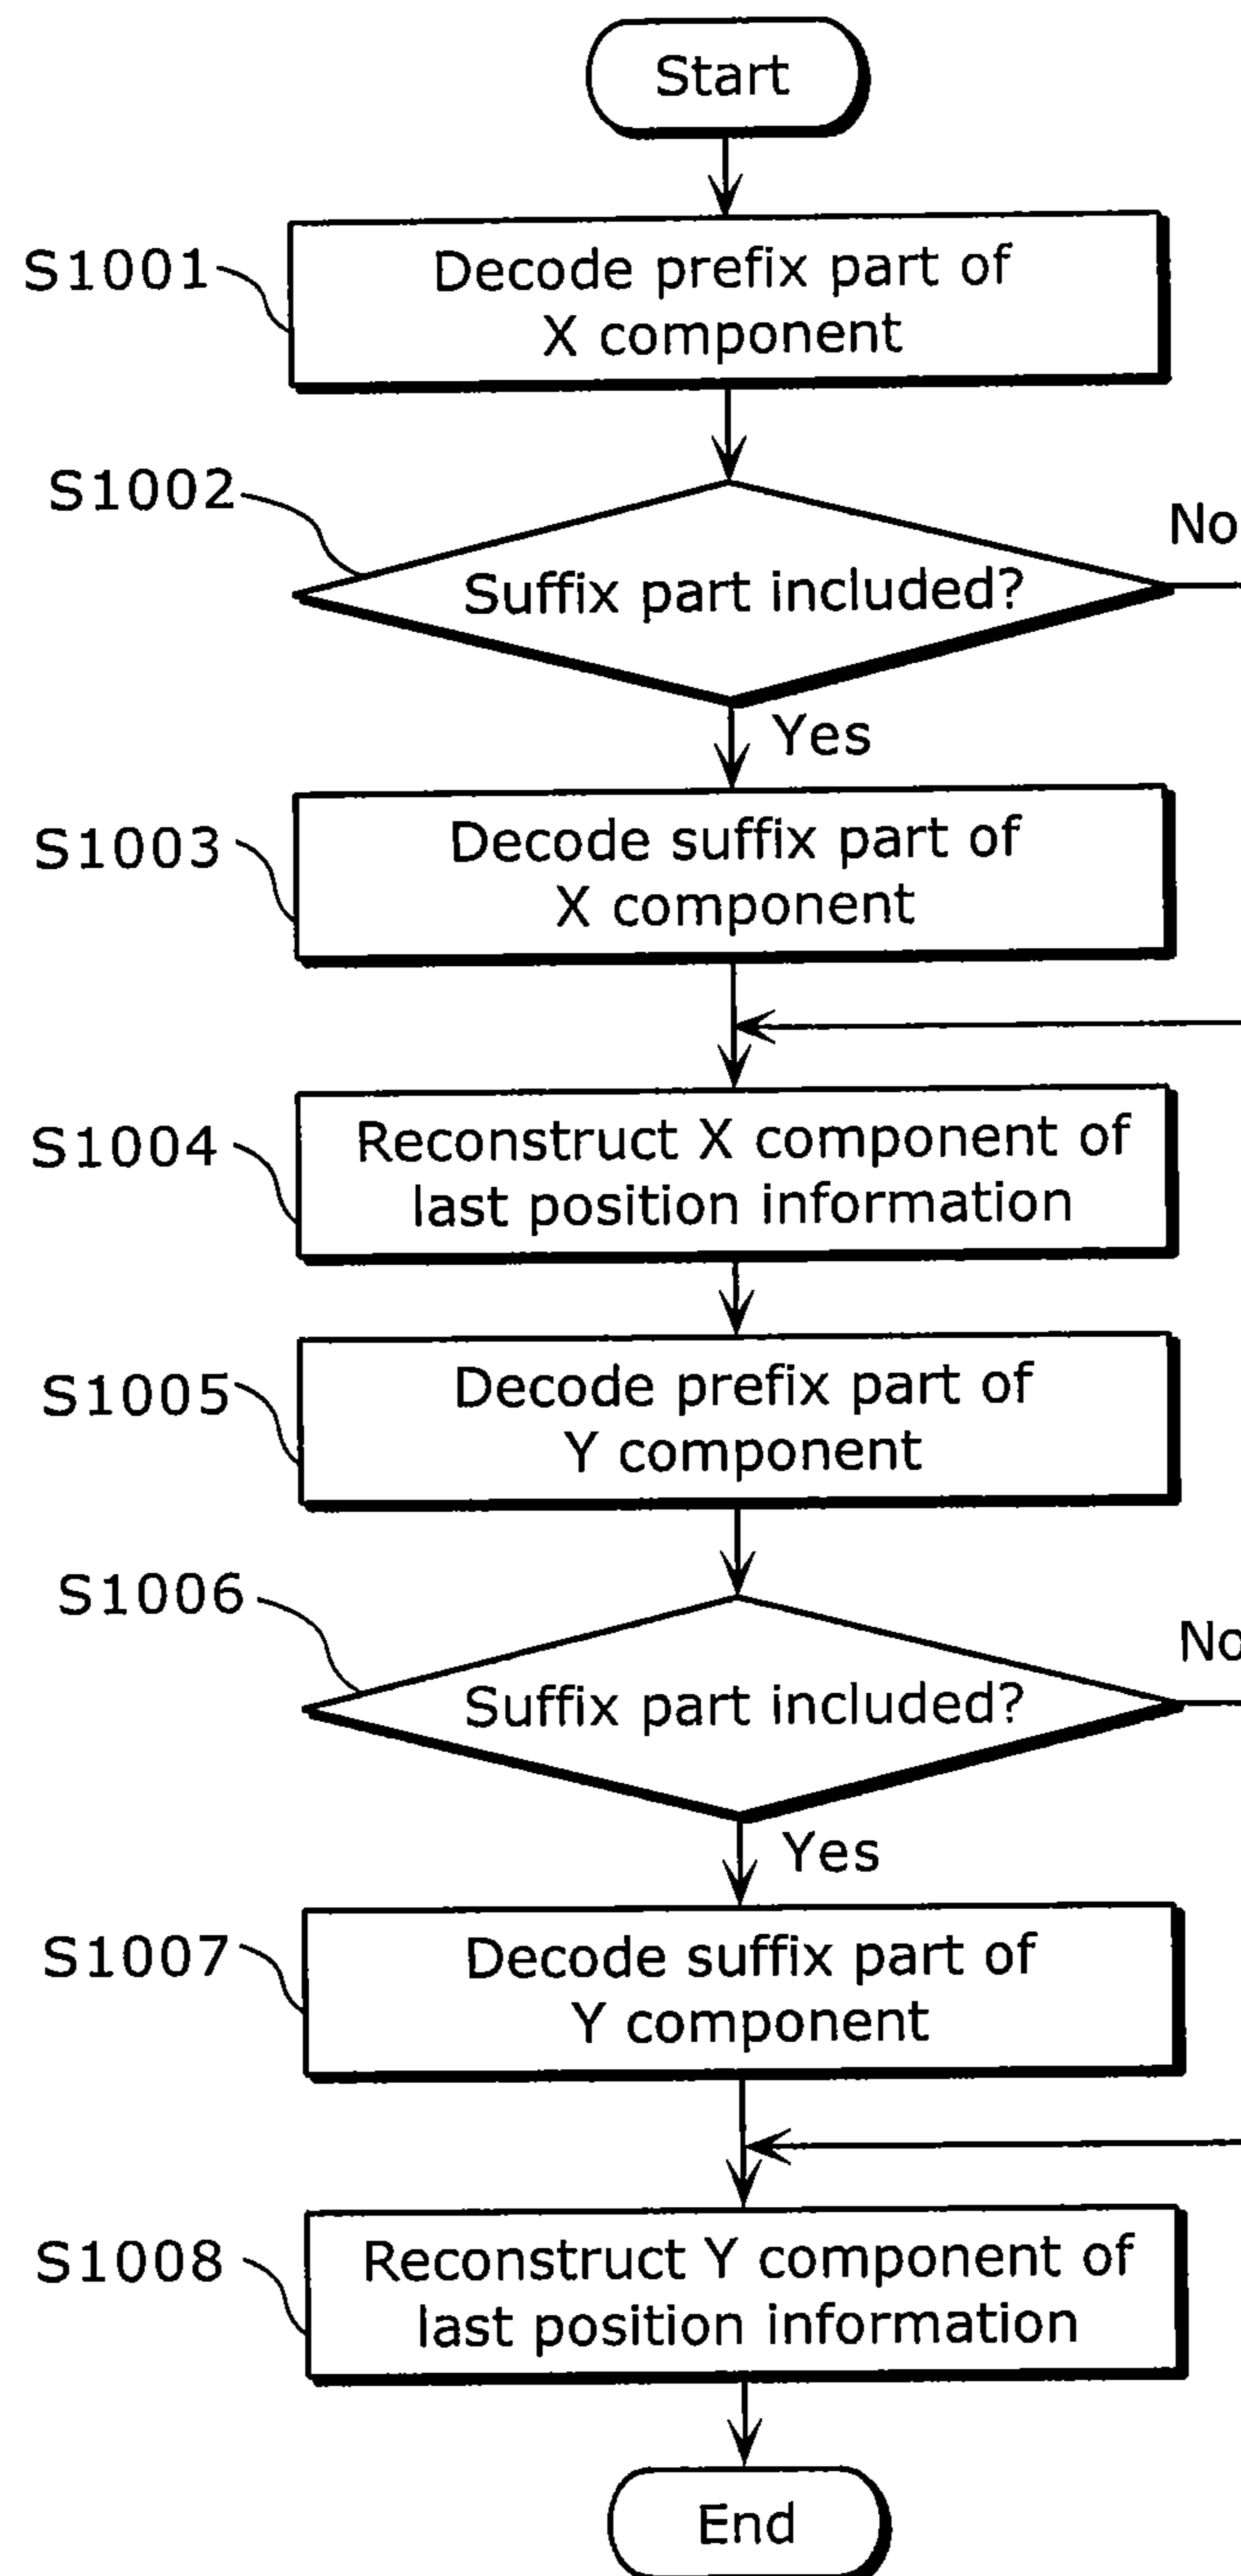 Start
S1001
Decode prefix part of
X component
S1002
No
Suffix part included?
Yes
S1003
Decode suffix part of
X component
S1004
Reconstruct X component of
last position information
S1005
Decode prefix part of
Y component
S1006
No
Suffix part included?
Yes
S1007
Decode suffix part of
Y component
S1008
Reconstruct Y component of
last position information
End